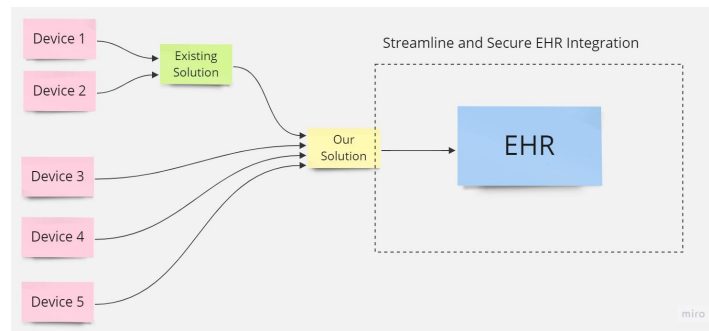 Device 1
Device 2
Existing
Solution
Streamline and Secure EHR Integration
Our
Solution
EHR
Device 3
Device 4
Device 5
miro